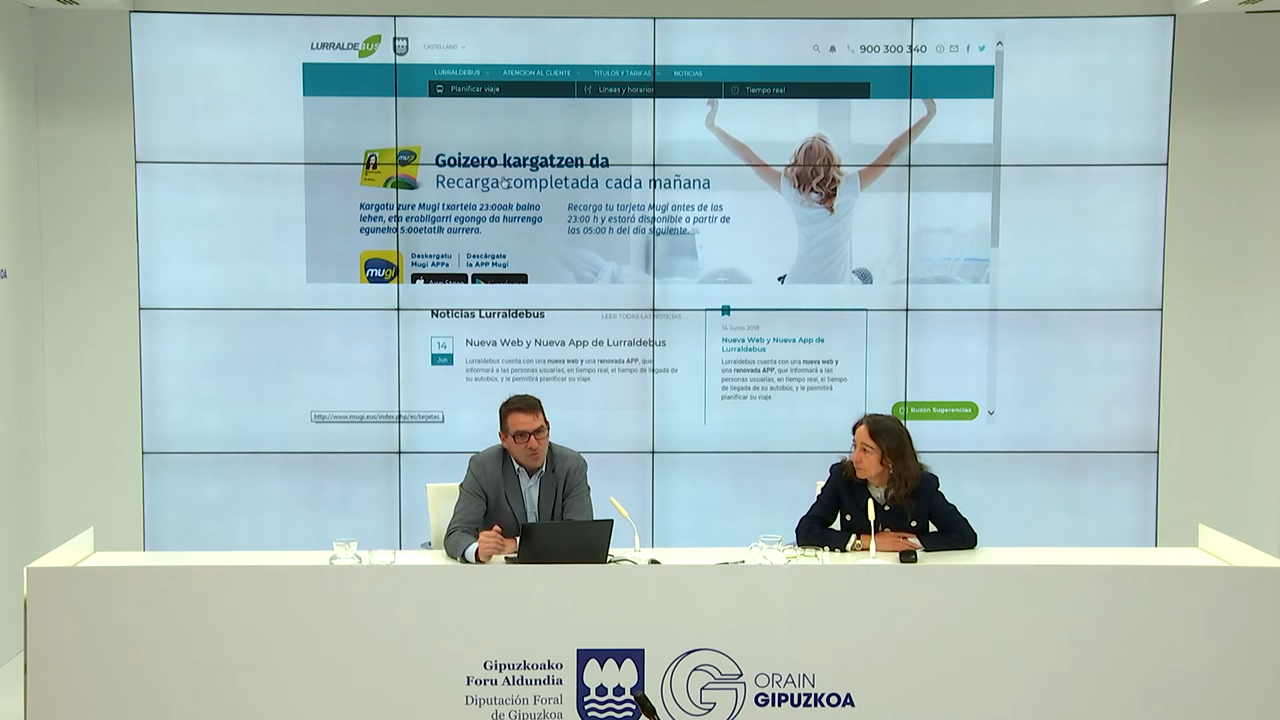 LURRALDEBUS
CASTELLANO
900 300 340
LURRALDEBUS ATENCIÓN AL CLIENTE TÍTULOS Y TARIFAS NOTICIAS
Planificar viaje
Líneas y horarios
Tiempo real
mugi
Goizero kargatzen da
Recarga completada cada mañana
Kargatu zure Mugi txartela 23:00ak baino
lehen, eta erabilgarri egongo da hurrengo
eguneko 5:00etatik aurrera.
Recarga tu tarjeta Mugi antes de las
23:00 h y estará disponible a partir de
las 05:00 h del día siguiente.
mugi
Deskargatu
Mugi APPa
Descárgate
la APP Mugi
App Store
Noticias Lurraldebus
LEER TODAS LAS NOTICIAS
14
Jun
Nueva Web y Nueva App de Lurraldebus
Lurraldebus cuenta con una nueva web y una renovada APP, que
informará a las personas usuarias, en tiempo real, el tiempo de llegada de
su autobús, y le permitirá planificar su viaje.
14 Junio 2018
Nueva Web y Nueva App de
Lurraldebus
Lurraldebus cuenta con una nueva web y
una renovada APP, que informará a las
personas usuarias, en tiempo real, el tiempo
de llegada de su autobús, y le permitirá
planificar su viaje.
Buzón Sugerencias
http://www.mugi.eus/index.php/es/tarjetas
Gipuzkoako
Foru Aldundia
Diputación Foral
de Gipuzkoa
ORAIN
GIPUZKOA